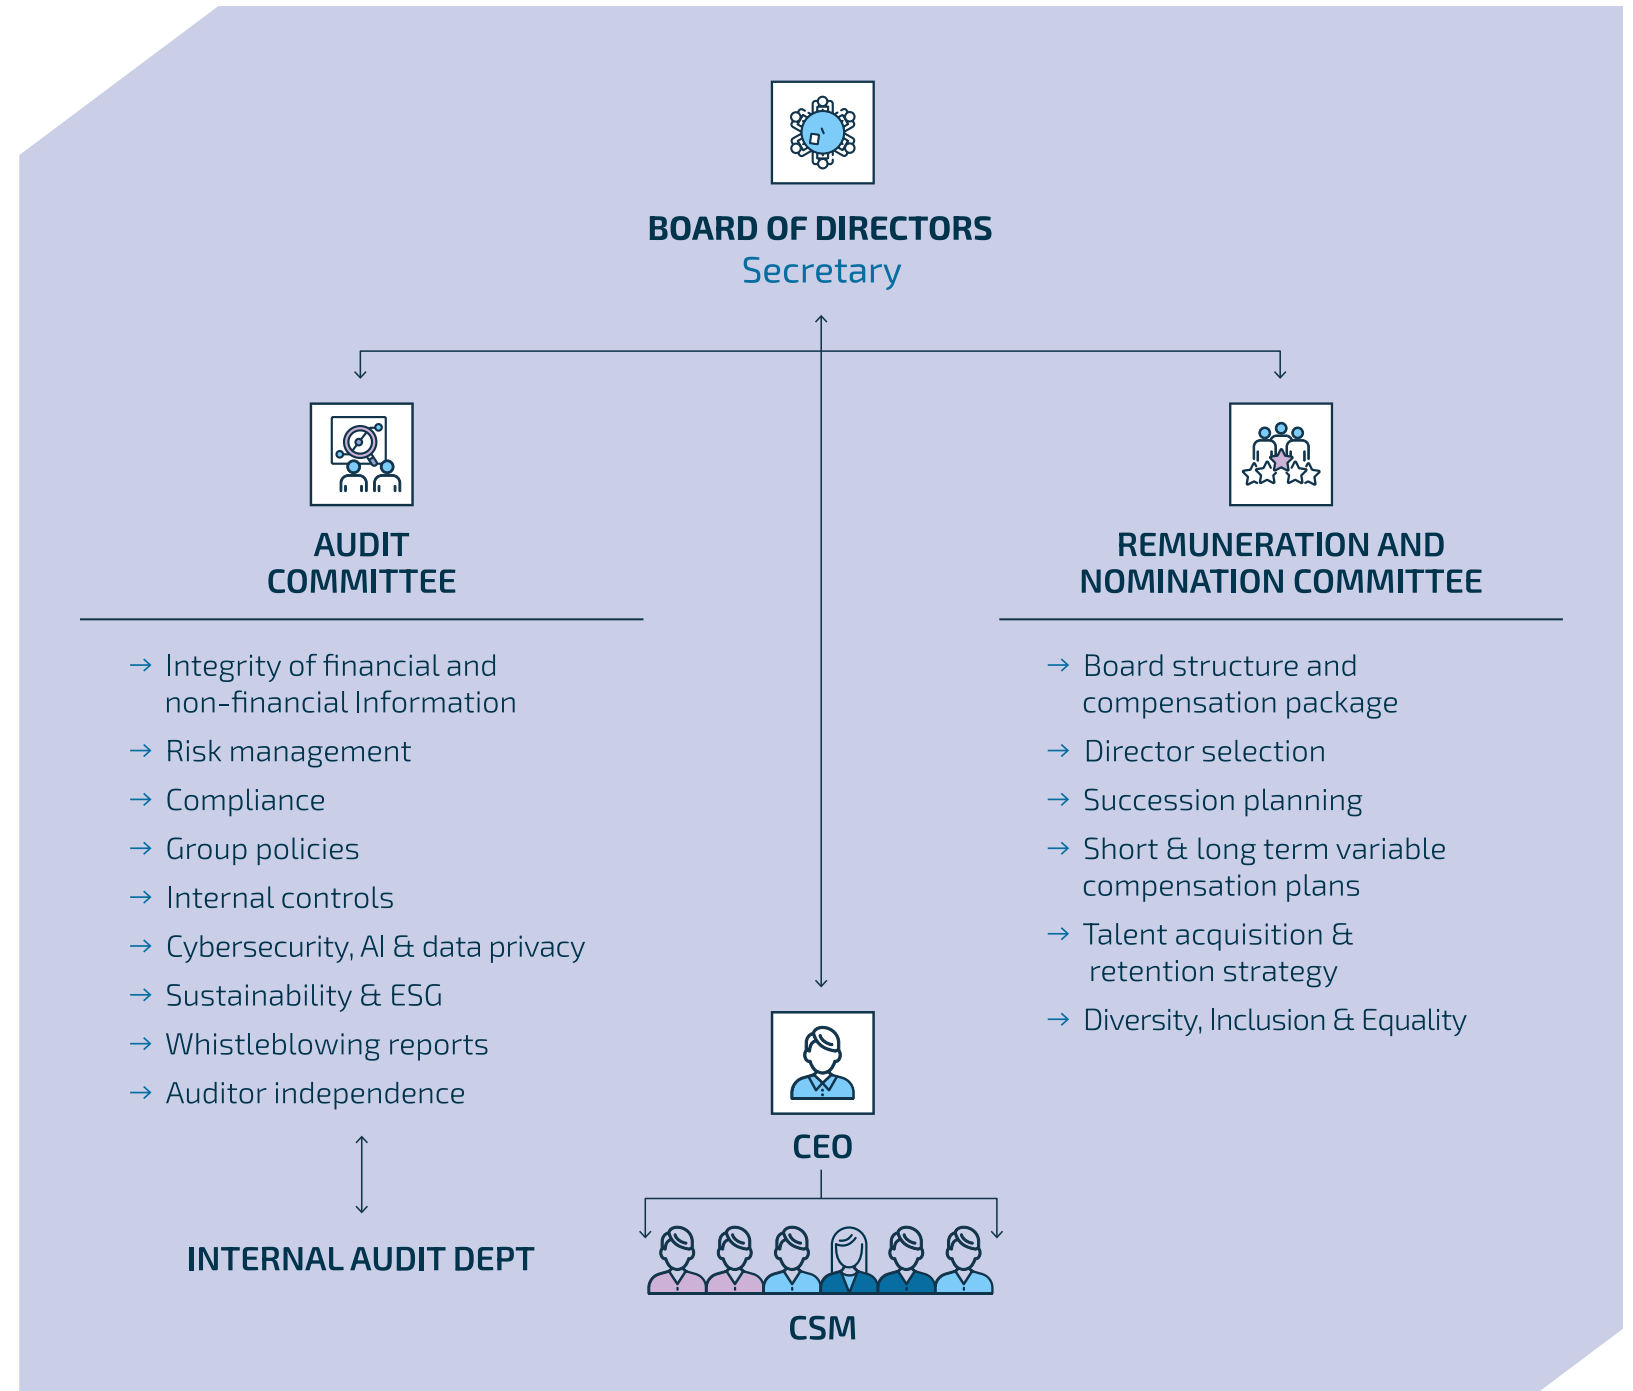 BOARD OF DIRECTORS
Secretary
AUDIT
COMMITTEE
→ Integrity of financial and
non-financial Information
→ Risk management
→ Compliance
→ Group policies
→ Internal controls
→ Cybersecurity, AI & data privacy
→ Sustainability & ESG
→ Whistleblowing reports
→ Auditor independence
INTERNAL AUDIT DEPT
REMUNERATION AND
NOMINATION COMMITTEE
→ Board structure and
compensation package
→ Director selection
→ Succession planning
→ Short & long term variable
compensation plans
→ Talent acquisition &
retention strategy
→ Diversity, Inclusion & Equality
CEO
CSM